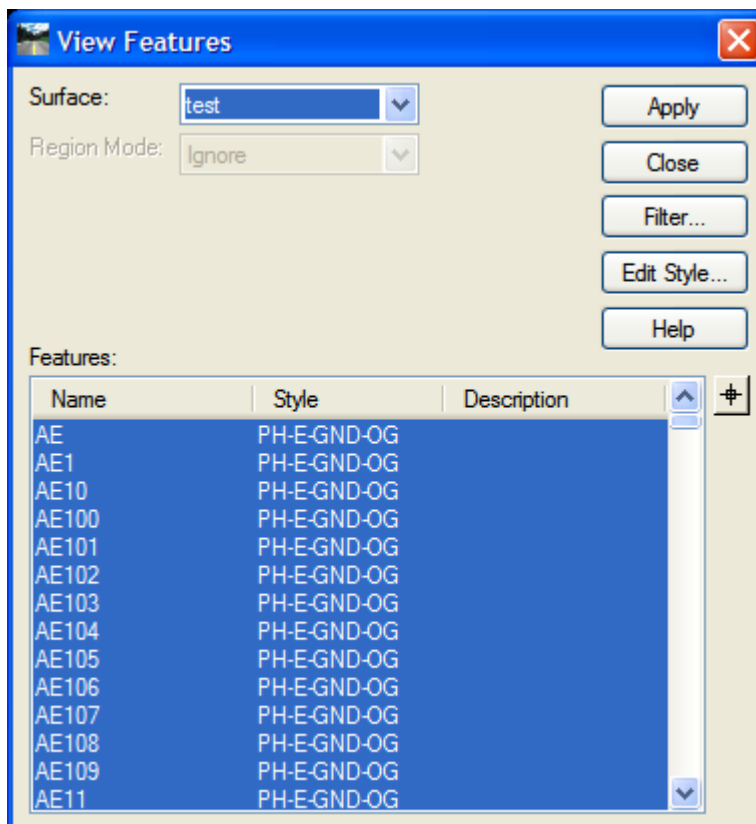 View Features
Surface: test
Apply
Region Mode: Ignore
Close
Filter...
Edit Style...
Help
Features:
Name Style Description
AE PH-E-GND-OG
AE1 PH-E-GND-OG
AE10 PH-E-GND-OG
AE100 PH-E-GND-OG
AE101 PH-E-GND-OG
AE102 PH-E-GND-OG
AE103 PH-E-GND-OG
AE104 PH-E-GND-OG
AE105 PH-E-GND-OG
AE106 PH-E-GND-OG
AE107 PH-E-GND-OG
AE108 PH-E-GND-OG
AE109 PH-E-GND-OG
AE11 PH-E-GND-OG